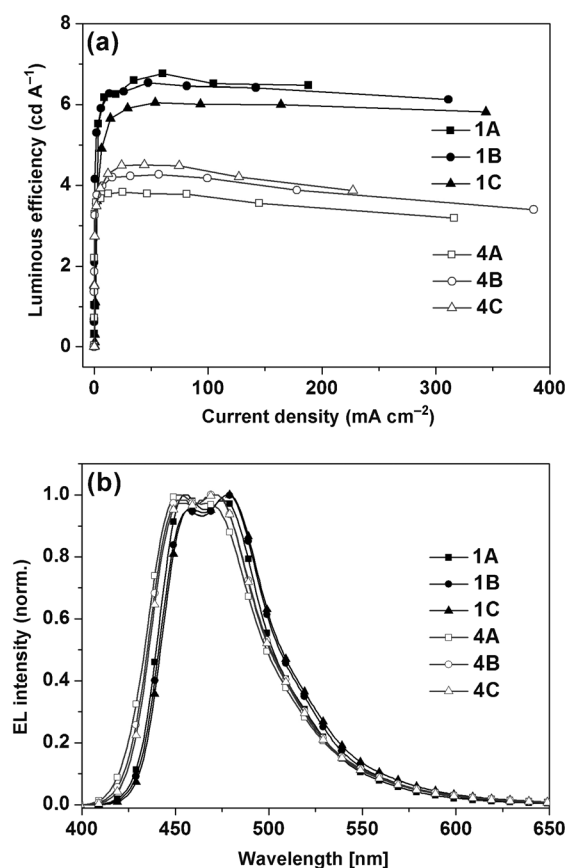 (a)
Luminous efficiency (cd A⁻¹)
8
6
4
2
0
1A
1B
1C
4A
4B
4C
0
100
200
300
400
Current density (mA cm⁻²)
(b)
EL intensity (norm.)
1.0
0.8
0.6
0.4
0.2
0.0
1A
1B
1C
4A
4B
4C
400
450
500
550
600
650
Wavelength [nm]